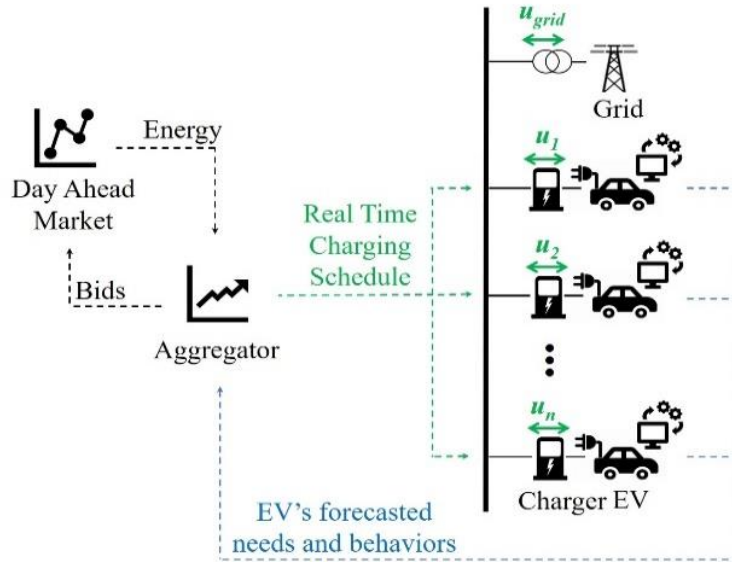 u_grid
Grid
Energy
Day Ahead
Market
Bids
Aggregator
Real Time
Charging
Schedule
u_1
u_2
u_n
Charger EV
EV's forecasted
needs and behaviors